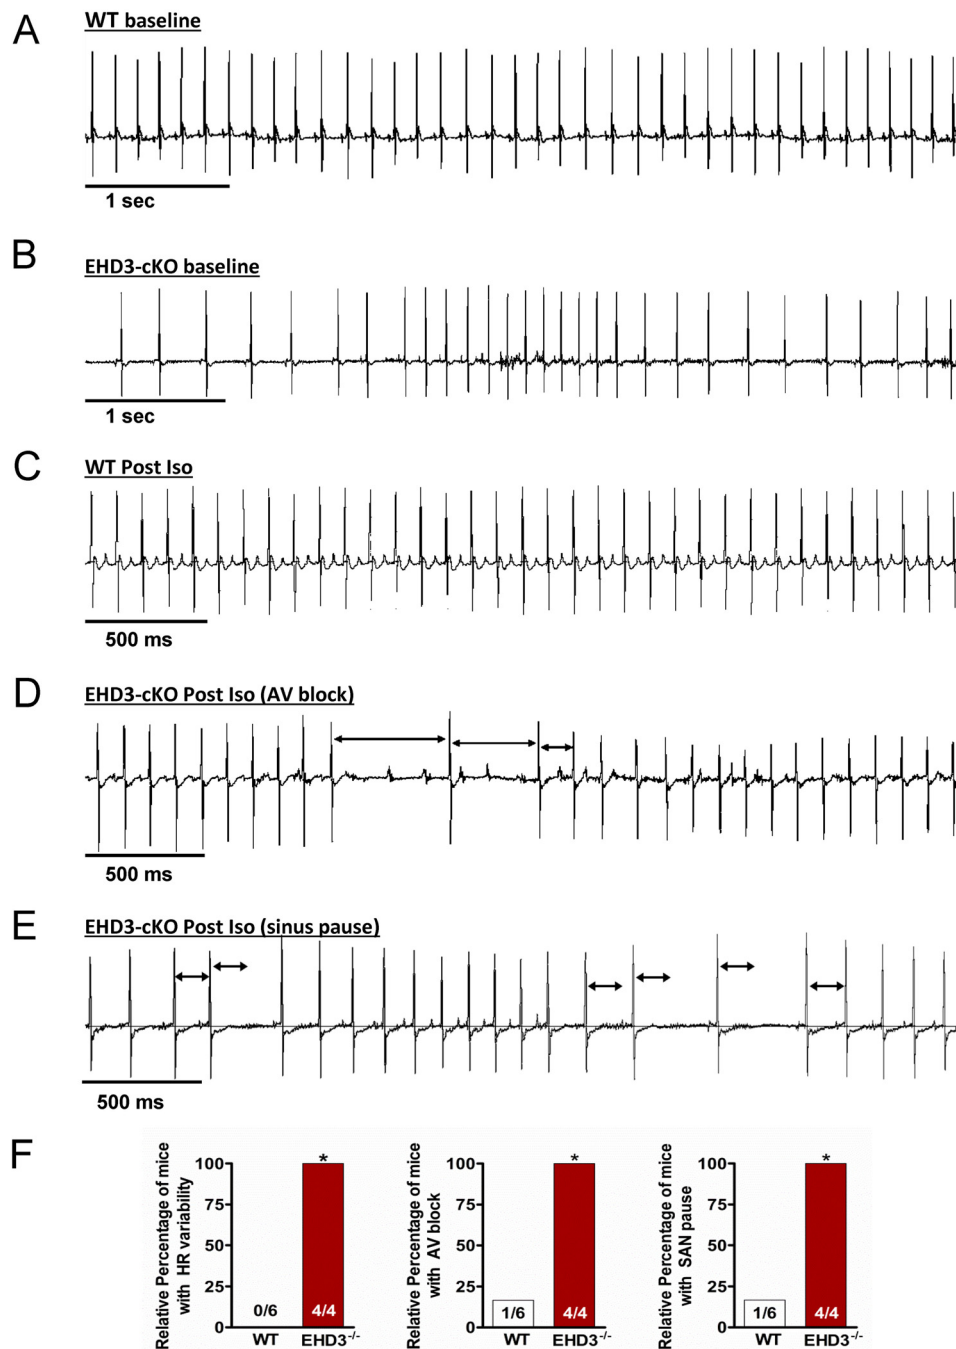 A
WT baseline
1 sec
B
EHD3-cKO baseline
1 sec
C
WT Post Iso
500 ms
D
EHD3-cKO Post Iso (AV block)
500 ms
E
EHD3-cKO Post Iso (sinus pause)
500 ms
F
Relative Percentage of mice
with HR variability
100
75
50
25
0
*
0/6
4/4
WT
EHD3-/-
Relative Percentage of mice
with AV block
100
75
50
25
0
*
1/6
4/4
WT
EHD3-/-
Relative Percentage of mice
with SAN pause
100
75
50
25
0
*
1/6
4/4
WT
EHD3-/-